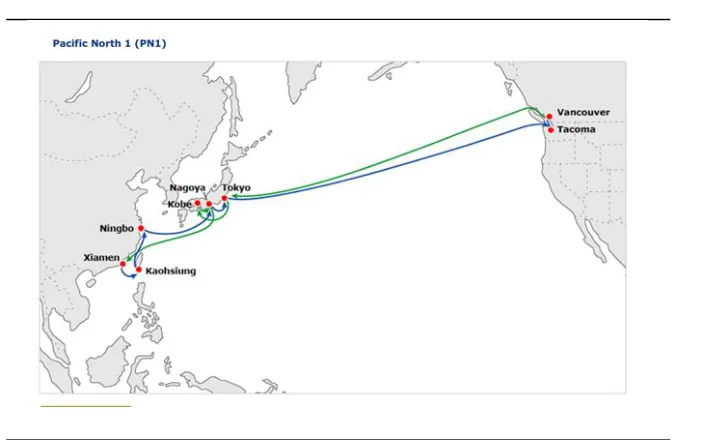 Pacific North 1 (PN1)
Vancouver
Tacoma
Nagoya
Tokyo
Kobe
Ningbo
Xiamen
Kaohsiung